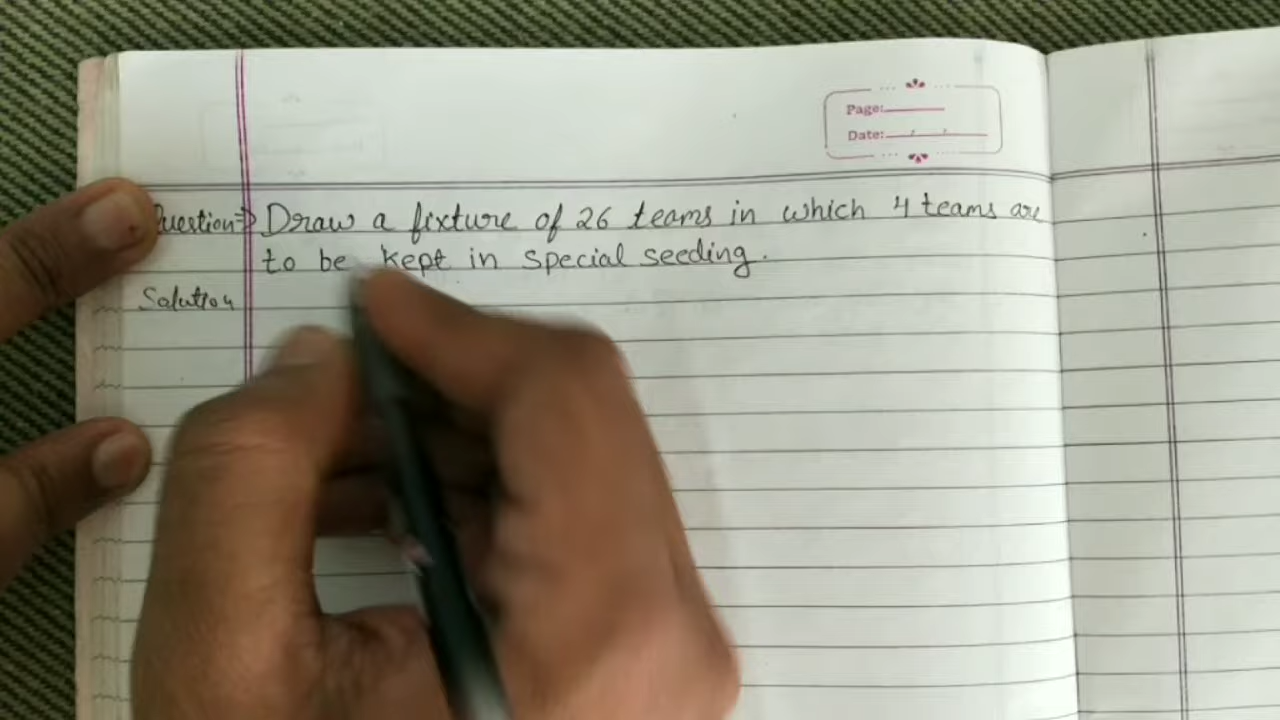 Page:
Date:
Question⇒ Draw a fixture of 26 teams in which 4 teams are
to be kept in special seeding.
Solution